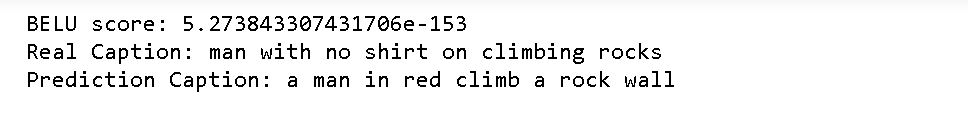 BELU score: 5.273843307431706e-153
Real Caption: man with no shirt on climbing rocks
Prediction Caption: a man in red climb a rock wall